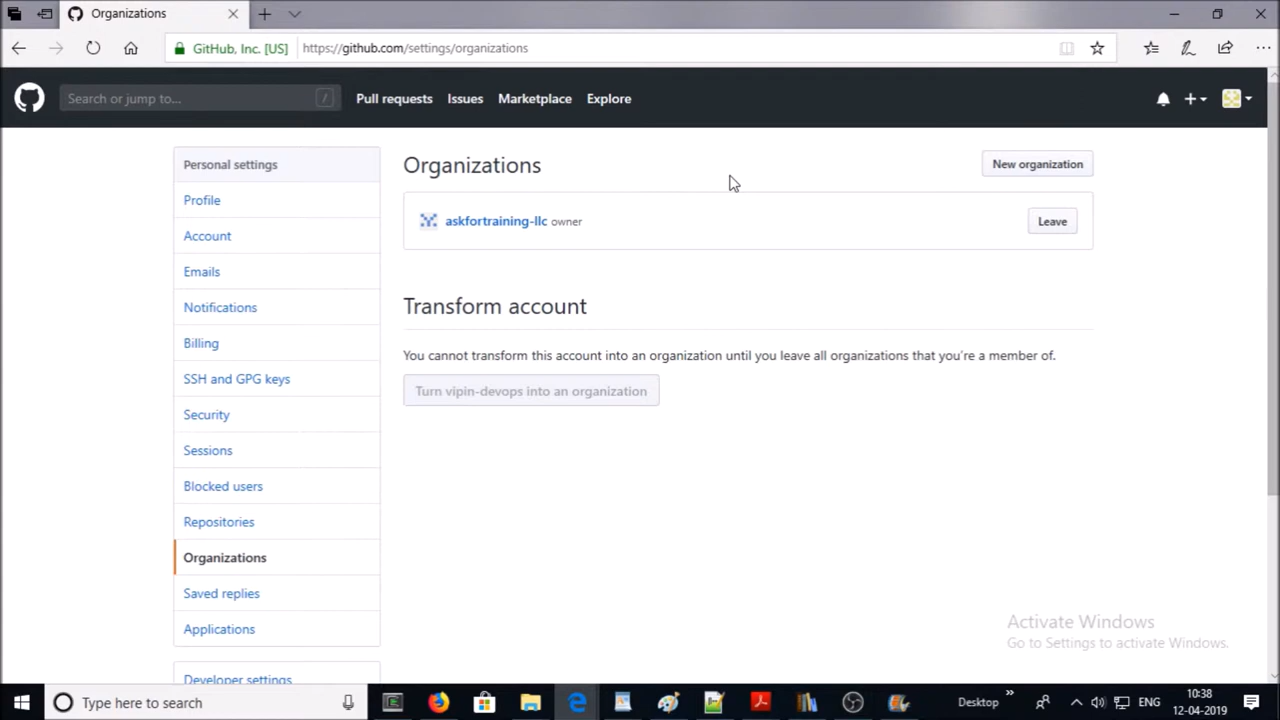 Organizations
GitHub, Inc. [US]
https://github.com/settings/organizations
Search or jump to...
/
Pull requests
Issues
Marketplace
Explore
Personal settings
Profile
Account
Emails
Notifications
Billing
SSH and GPG keys
Security
Sessions
Blocked users
Repositories
Organizations
Saved replies
Applications
Developer settings
Organizations
New organization
askfortraining-llc owner
Leave
Transform account
You cannot transform this account into an organization until you leave all organizations that you're a member of.
Turn vipin-devops into an organization
Activate Windows
Go to Settings to activate Windows.
Type here to search
Desktop
ENG
10:38
12-04-2019